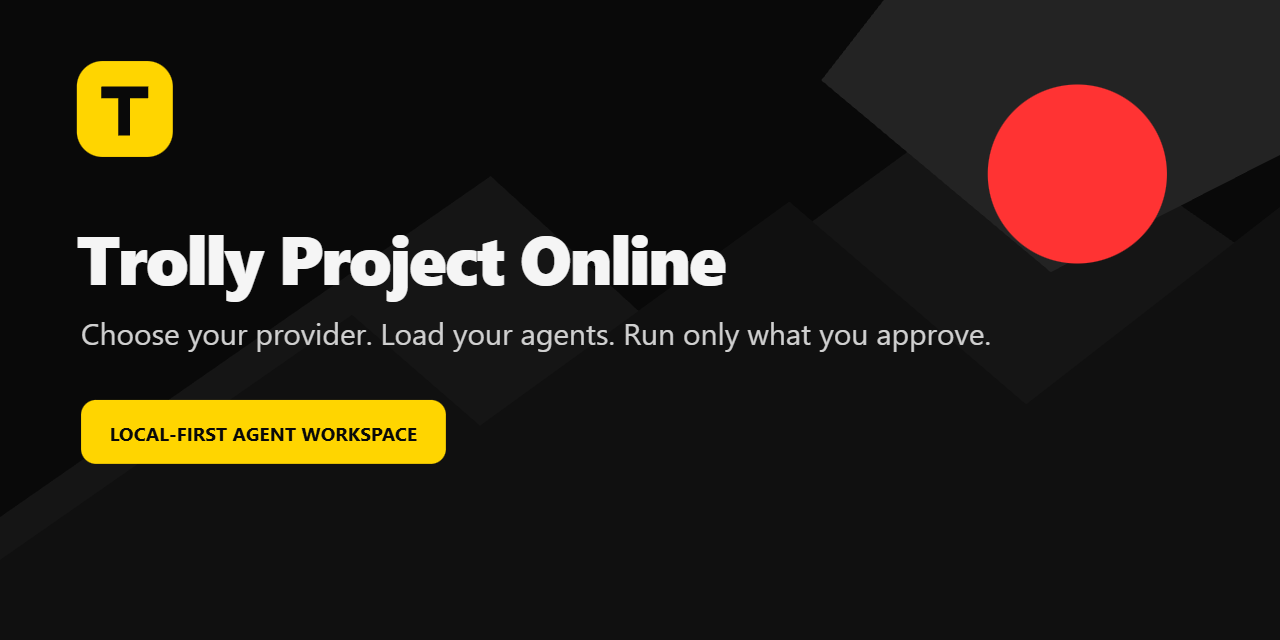 T
Trolly Project Online
Choose your provider. Load your agents. Run only what you approve.
LOCAL-FIRST AGENT WORKSPACE